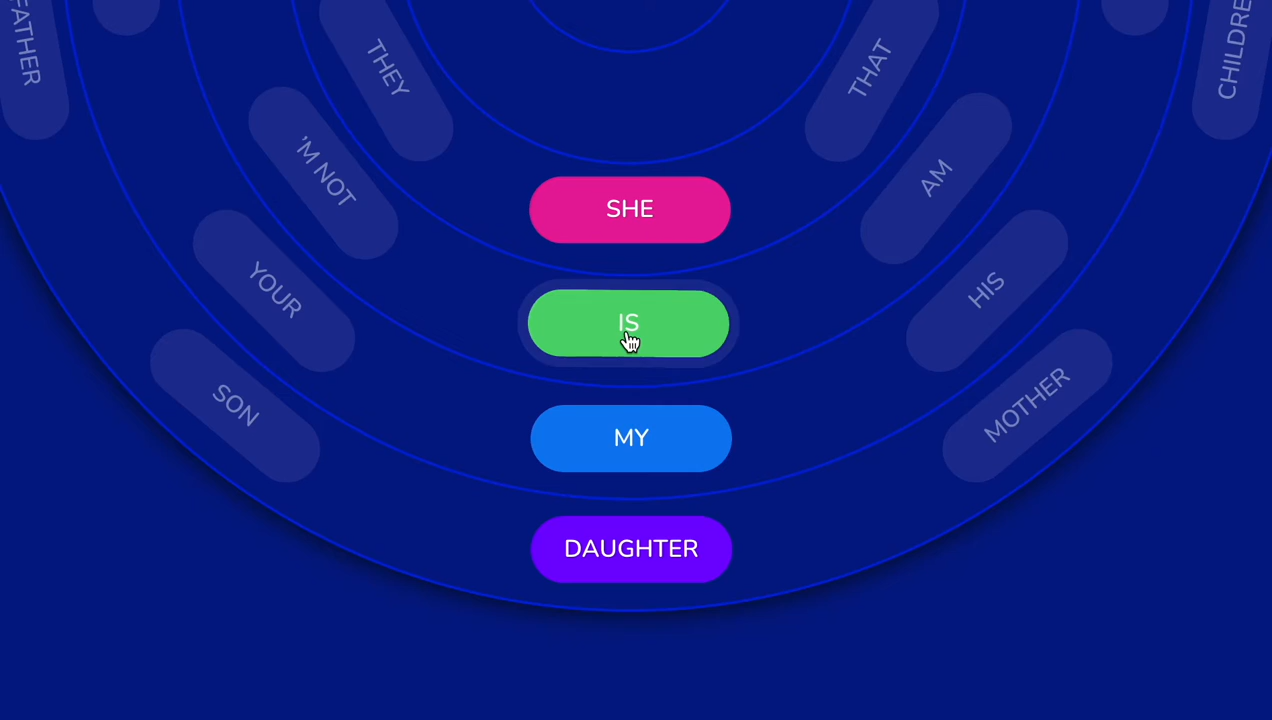 FATHER
THEY
THAT
CHILDRE
'M NOT
AM
SHE
YOUR
HIS
IS
SON
MOTHER
MY
DAUGHTER